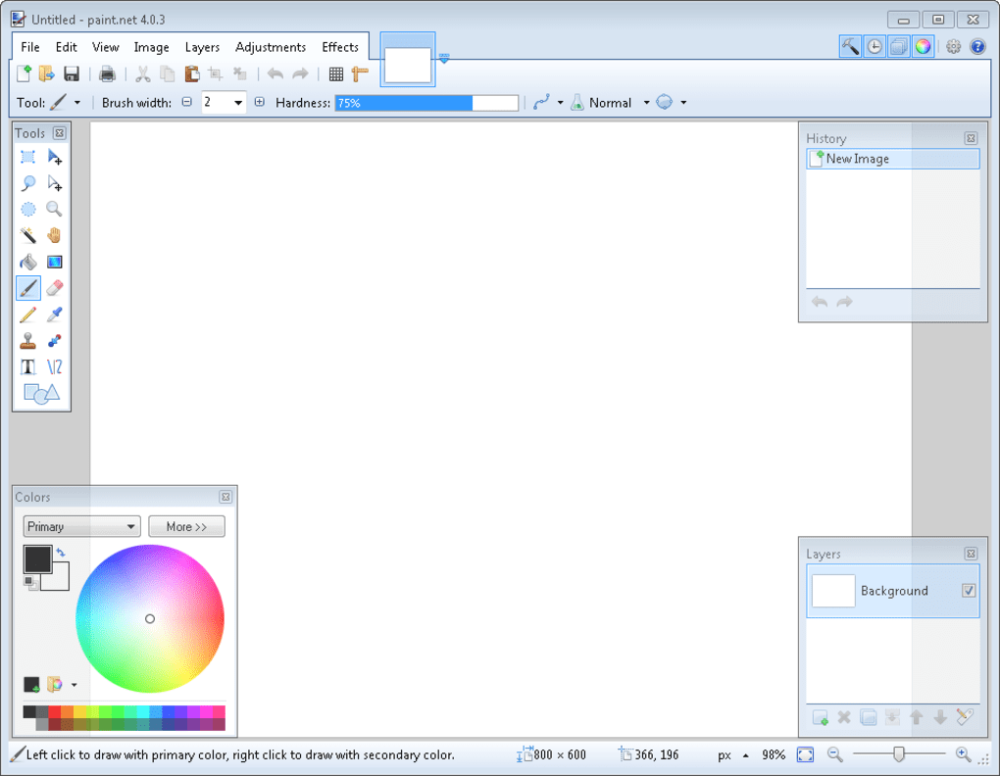 Untitled - paint.net 4.0.3
File Edit View Image Layers Adjustments Effects
Tool: Brush width: 2 Hardness: 75% Normal
Tools
History
New Image
Colors
Primary More >>
Layers
Background
Left click to draw with primary color, right click to draw with secondary color. 800 × 600 366, 196 px 98%